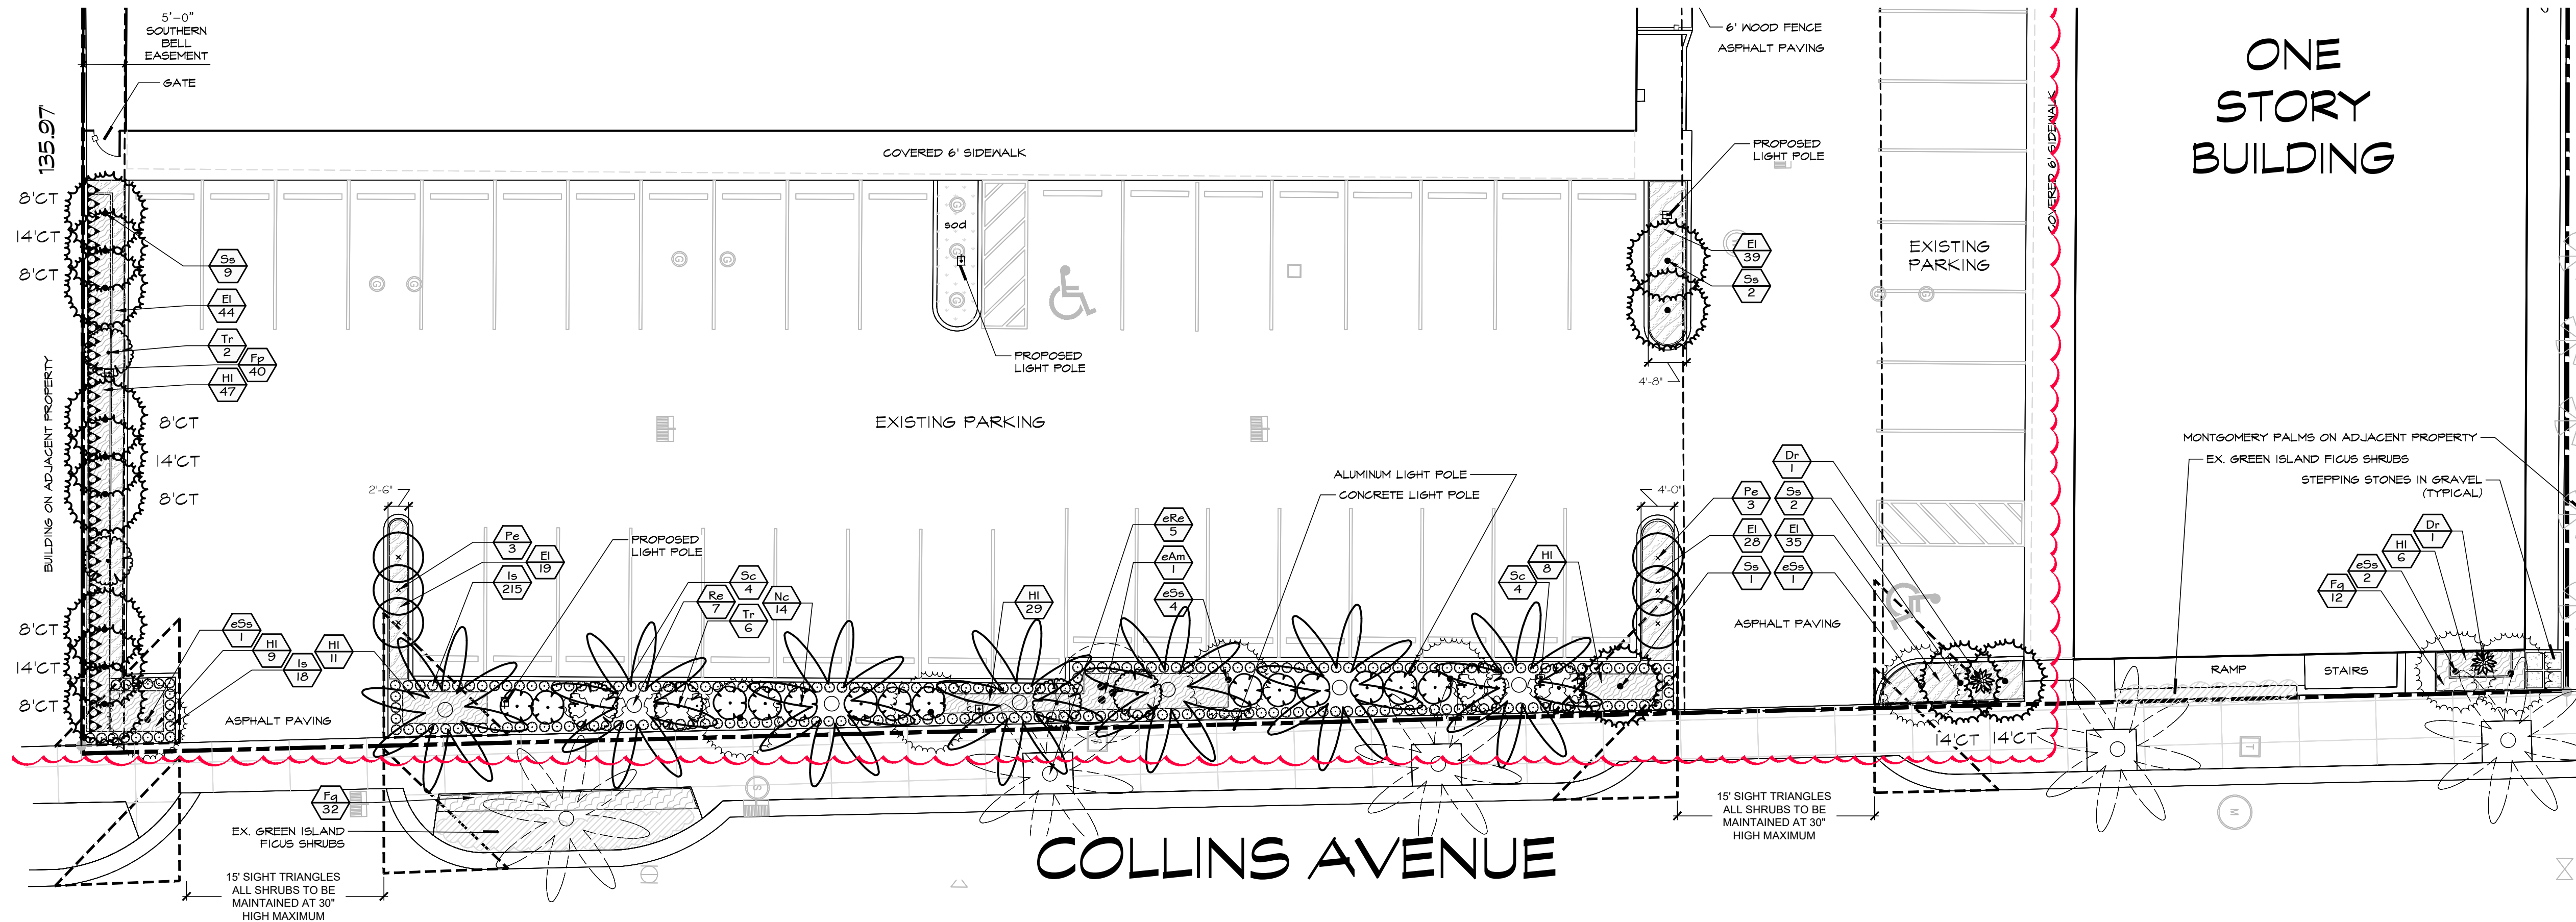 5'-0"
SOUTHERN
BELL
EASEMENT
GATE
135.97
8'CT
14'CT
8'CT
BUILDING ON ADJACENT PROPERTY
COVERED 6' SIDEWALK
6' WOOD FENCE
ASPHALT PAVING
PROPOSED
LIGHT POLE
COVERED 6' SIDEWALK
ONE
STORY
BUILDING
sod
G
G
G
G
G
G
G
G
G
Ss
9
El
44
Tr
2
Fp
40
Hl
47
El
39
Ss
2
EXISTING
PARKING
PROPOSED
LIGHT POLE
4'-8"
EXISTING PARKING
8'CT
14'CT
8'CT
2'-6"
ALUMINUM LIGHT POLE
CONCRETE LIGHT POLE
4'-0"
MONTGOMERY PALMS ON ADJACENT PROPERTY
EX. GREEN ISLAND FICUS SHRUBS
STEPPING STONES IN GRAVEL
(TYPICAL)
Dr
1
Pe
3
Ss
2
El
28
El
35
Ss
1
eSs
1
Pe
3
El
19
Is
215
PROPOSED
LIGHT POLE
Sc
4
Re
7
Nc
14
Tr
6
Hl
29
eRe
5
eAm
1
eSs
4
Hl
8
Sc
4
Dr
1
Hl
6
eSs
2
Fg
12
ASPHALT PAVING
8'CT
14'CT
8'CT
eSs
1
Hl
9
Is
18
Hl
11
ASPHALT PAVING
RAMP
STAIRS
14'CT
14'CT
T
S
M
Fg
32
EX. GREEN ISLAND
FICUS SHRUBS
15' SIGHT TRIANGLES
ALL SHRUBS TO BE
MAINTAINED AT 30"
HIGH MAXIMUM
COLLINS AVENUE
15' SIGHT TRIANGLES
ALL SHRUBS TO BE
MAINTAINED AT 30"
HIGH MAXIMUM